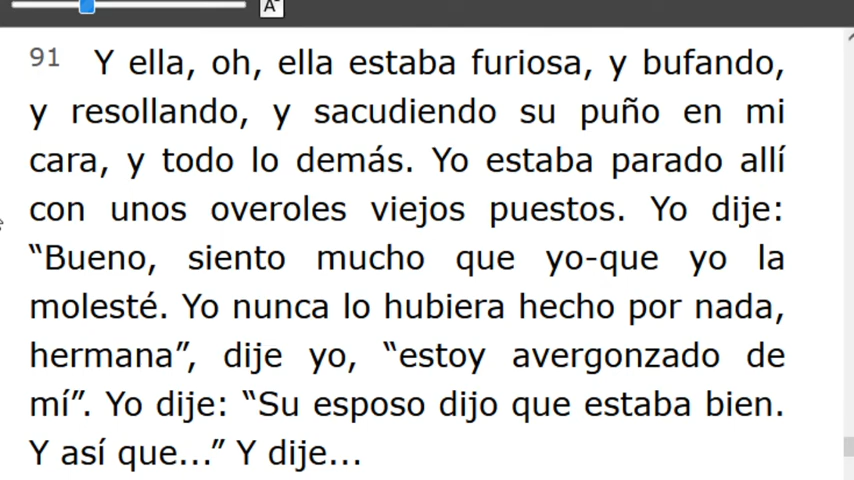 A
91 Y ella, oh, ella estaba furiosa, y bufando,
y resollando, y sacudiendo su puño en mi
cara, y todo lo demás. Yo estaba parado allí
con unos overoles viejos puestos. Yo dije:
“Bueno, siento mucho que yo-que yo la
molesté. Yo nunca lo hubiera hecho por nada,
hermana”, dije yo, “estoy avergonzado de
mí”. Yo dije: “Su esposo dijo que estaba bien.
Y así que...” Y dije...